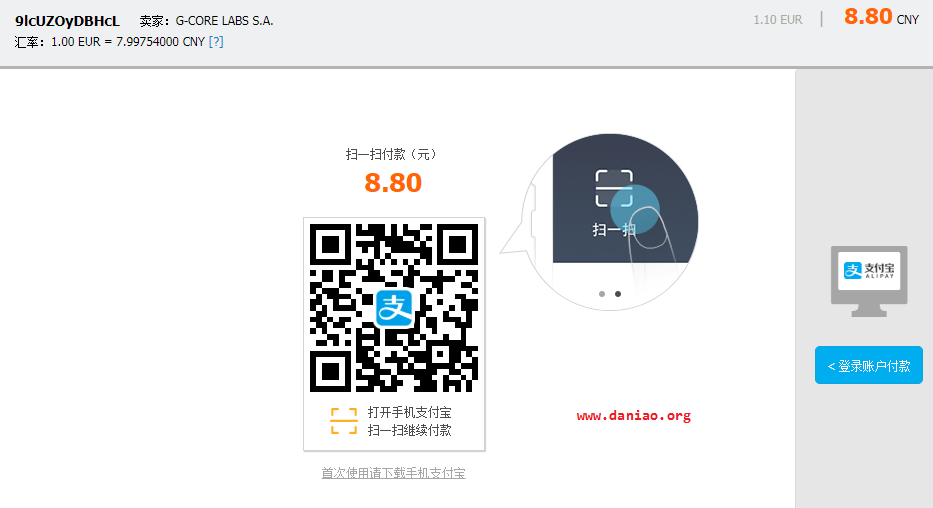 9lcUZOyDBHcL 卖家：G-CORE LABS S.A. 1.10 EUR | 8.80 CNY
汇率：1.00 EUR = 7.99754000 CNY [?]
扫一扫付款（元）
8.80
扫一扫
支
支 支付宝
ALIPAY
< 登录账户付款
打开手机支付宝
扫一扫继续付款
www.daniao.org
首次使用请下载手机支付宝